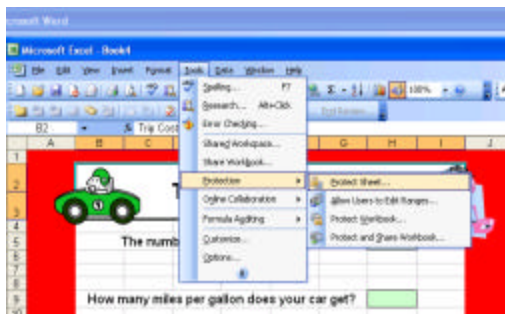 Microsoft Word
Microsoft Excel - Book4
File Edit View Insert Format Tools Data Window Help
100%
B2 Trip Cost
Spelling... F7
Research... Alt+Click
Error Checking...
Shared Workspace...
Share Workbook...
Protection
Online Collaboration
Formula Auditing
Customize...
Options...
Protect Sheet...
Allow Users to Edit Ranges...
Protect Workbook...
Protect and Share Workbook...
A B C G H I J
1
2
3
4
5
6
7
8
9
10
T
The numb
How many miles per gallon does your car get?